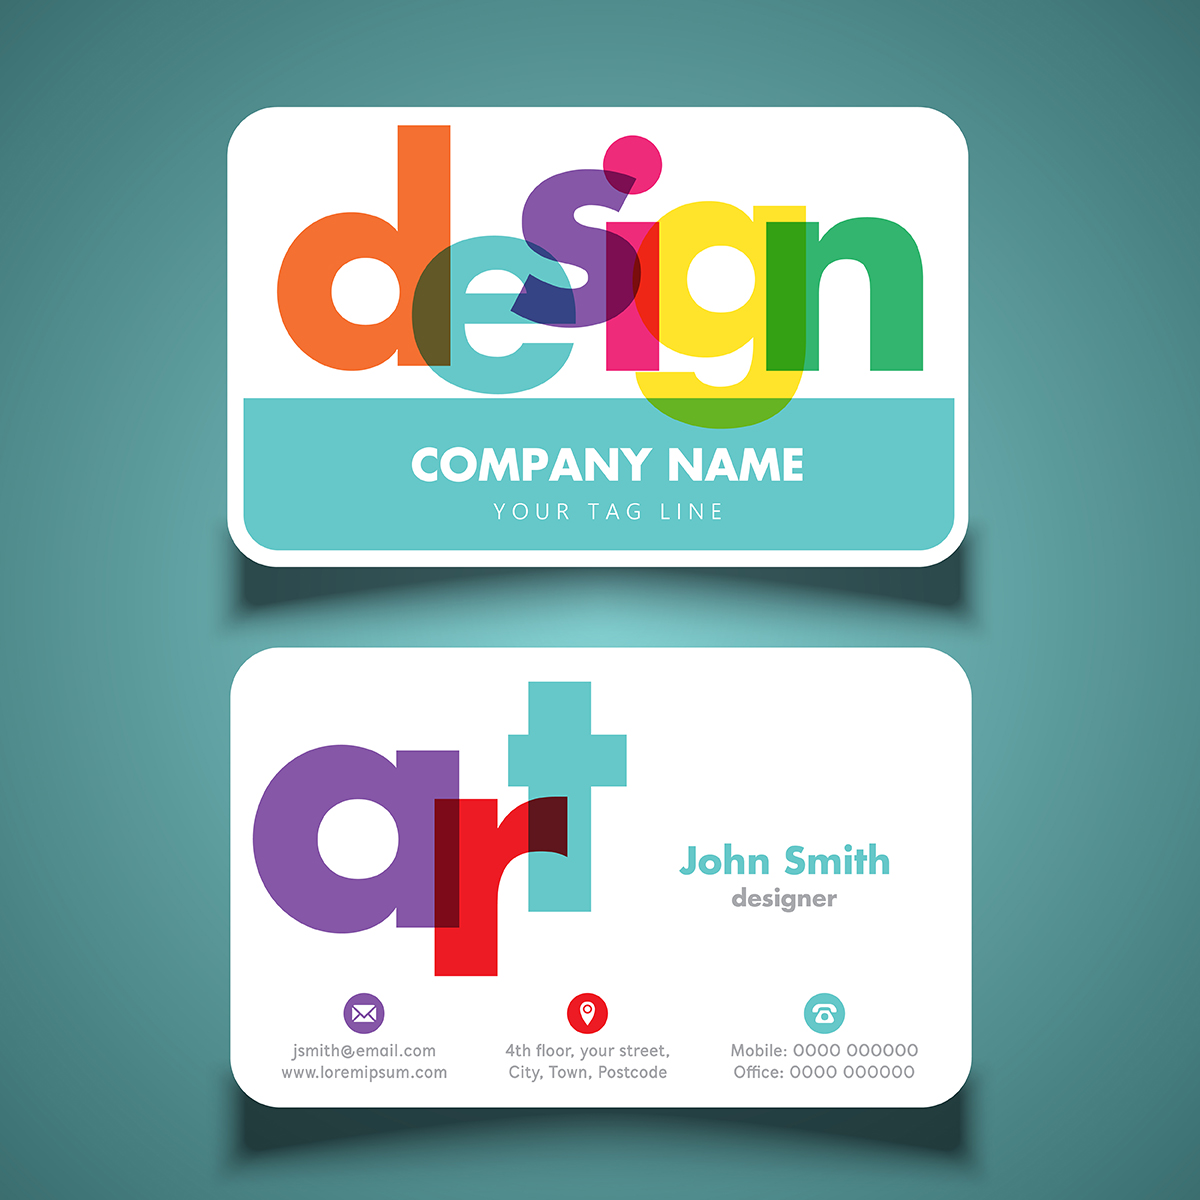 design
COMPANY NAME
YOUR TAG LINE
art
John Smith
designer
jsmith@email.com
www.loremipsum.com
4th floor, your street,
City, Town, Postcode
Mobile: 0000 000000
Office: 0000 000000